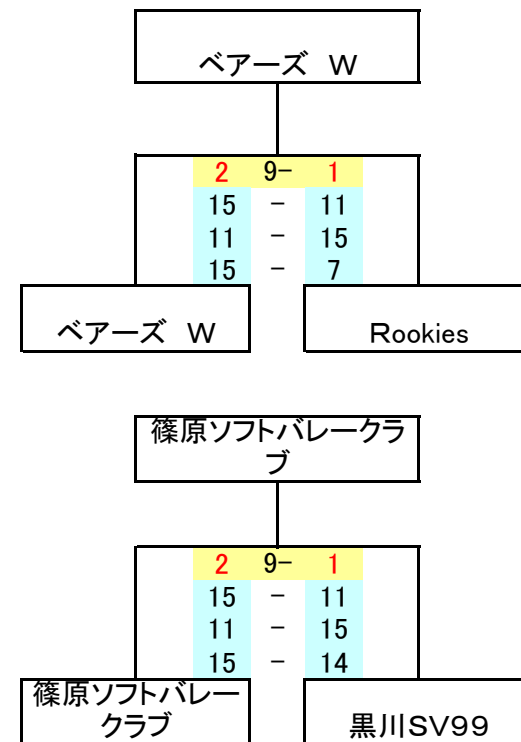 ベアーズ W
2 9- 1
15 - 11
11 - 15
15 - 7
ベアーズ W Rookies
篠原ソフトバレークラ
ブ
2 9- 1
15 - 11
11 - 15
15 - 14
篠原ソフトバレー
クラブ
黒川SV99